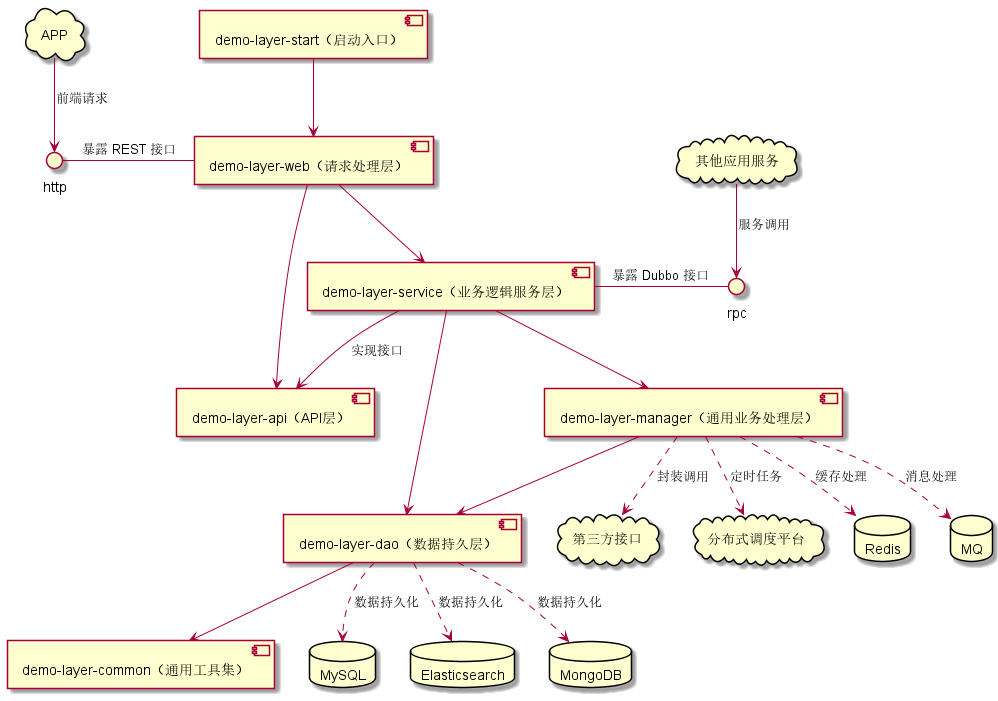 APP
demo-layer-start（启动入口）
前端请求
暴露 REST 接口
http
demo-layer-web（请求处理层）
其他应用服务
服务调用
demo-layer-service（业务逻辑服务层）
暴露 Dubbo 接口
rpc
实现接口
demo-layer-api（API层）
demo-layer-manager（通用业务处理层）
封装调用
定时任务
缓存处理
消息处理
demo-layer-dao（数据持久层）
第三方接口
分布式调度平台
Redis
MQ
数据持久化
数据持久化
数据持久化
demo-layer-common（通用工具集）
MySQL
Elasticsearch
MongoDB